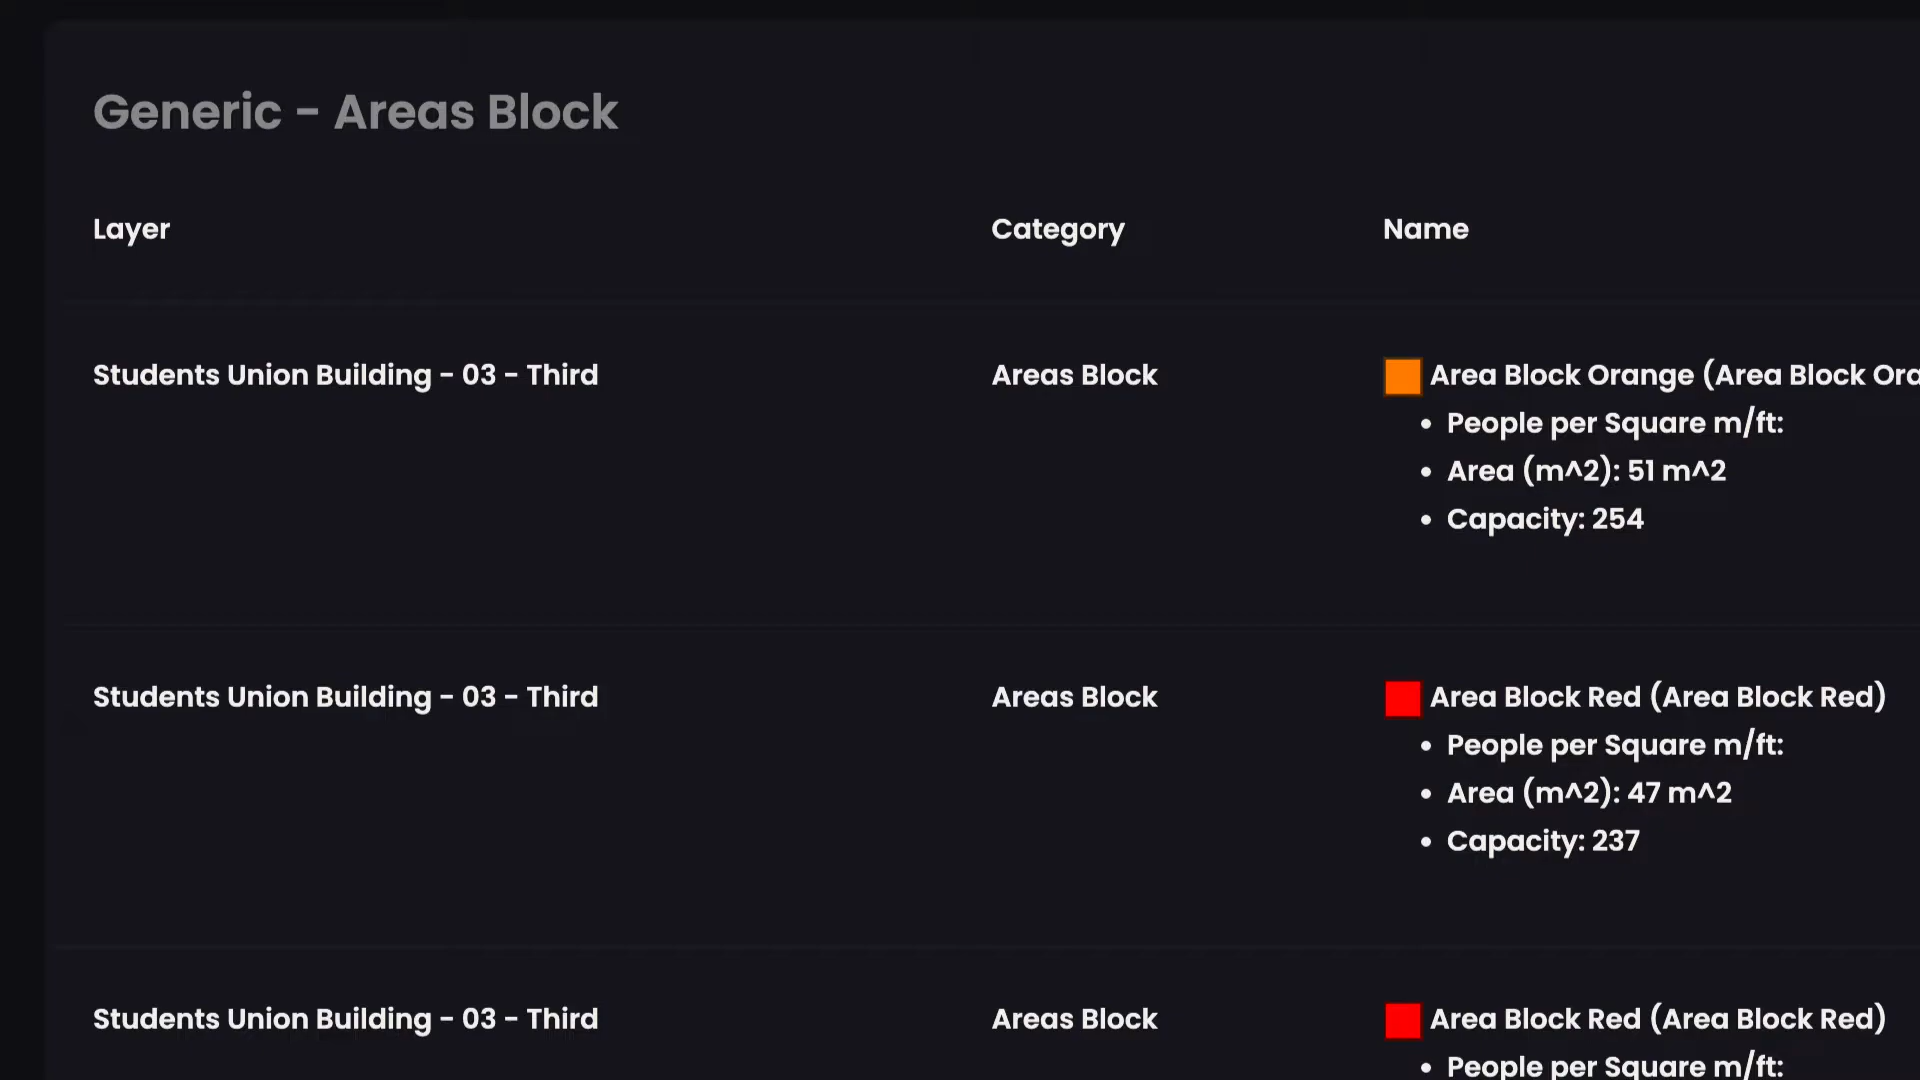 Generic - Areas Block
Layer Category Name
Students Union Building - 03 - Third Areas Block Area Block Orange (Area Block
• People per Square m/ft:
• Area (m^2): 51 m^2
• Capacity: 254
Students Union Building - 03 - Third Areas Block Area Block Red (Area Block Red)
• People per Square m/ft:
• Area (m^2): 47 m^2
• Capacity: 237
Students Union Building - 03 - Third Areas Block Area Block Red (Area Block Red)
• People per Square m/ft: